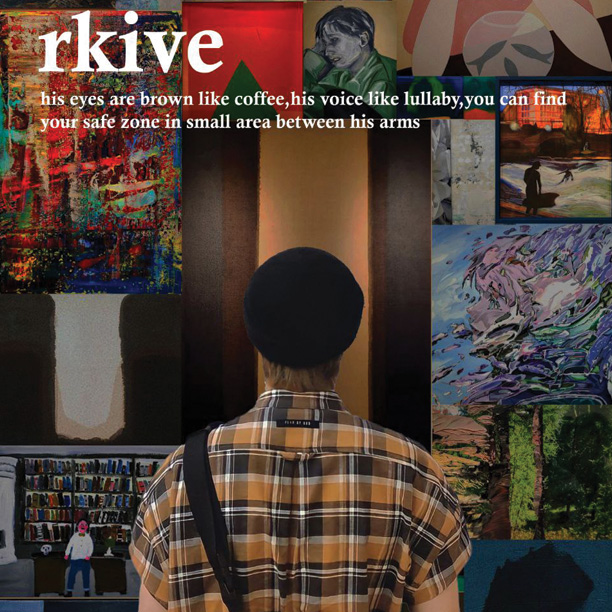 rkive
his eyes are brown like coffee,his voice like lullaby,you can find
your safe zone in small area between his arms